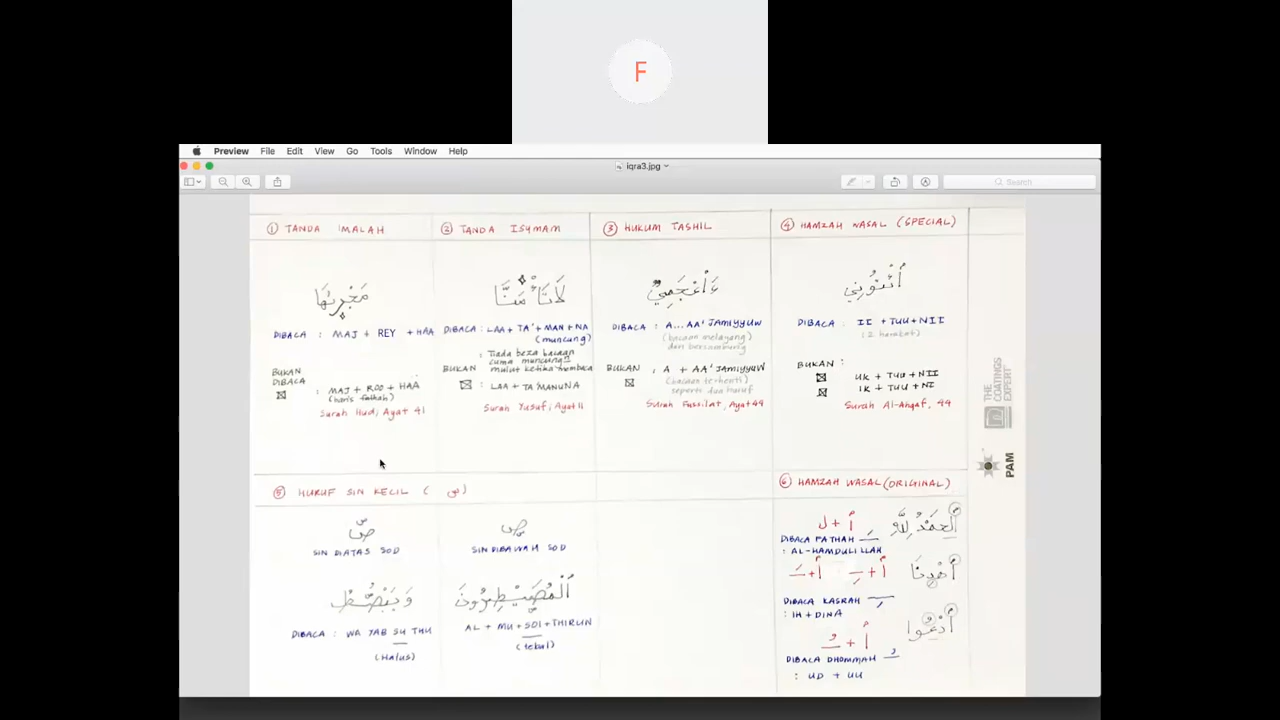 F
Preview File Edit View Go Tools Window Help
iqra3.jpg
Search
① TANDA IMALAH
مَجْرٜىٰهَا
DIBACA : MAJ + REY + HAA
BUKAN DIBACA ☒ : MAJ + ROO + HAA
(baris fathah)
Surah Hud, Ayat 41
② TANDA ISYMAM
لَا تَأْمَ۫نَّا
DIBACA : LAA + TA' + MAN + NA
(muncung)
: Tiada beza bacaan
cuma muncung
mulut ketika membaca
BUKAN ☒ : LAA + TA'MANUNA
Surah Yusuf, Ayat 11
③ HUKUM TASHIL
ءَاْعْجَمِيٌّ
DIBACA : A... AA'JAMIYYUW
(bacaan melayang)
dan bersambung
BUKAN ☒ : A + AA'JAMIYYUW
(bacaan terhenti)
seperti dua huruf
Surah Fussilat, Ayat 44
④ HAMZAH WASAL (SPECIAL)
أئْتُوْنِي
DIBACA : II + TUU + NII
(2 harakat)
BUKAN :
☒ UK + TUU + NII
☒ IK + TUU + NI
Surah Al-Ahqaf, 44
THE COATINGS EXPERT
PAM
⑤ HURUF SIN KECIL ( س )
صۜ
SIN DIATAS SOD
وَيَبْصُۜطُ
DIBACA : WA YAB SU THU
(Halus)
صۣ
SIN DIBAWAH SOD
اَلْمُصَۣيْطِرُوْنَ
AL + MU + SOI + THIRUN
(tebal)
⑥ HAMZAH WASAL (ORIGINAL)
أ + ل
اَلْحَمْدُ لِلّٰهِ
DIBACA FATHAH
: AL-HAMDULILLAH
أ + ـَ أ + ـِ
أهْدِنَا
DIBACA KASRAH
: IH + DINA
أ + ـُ
أدْعُوا
DIBACA DHOMMAH
: UD + UU